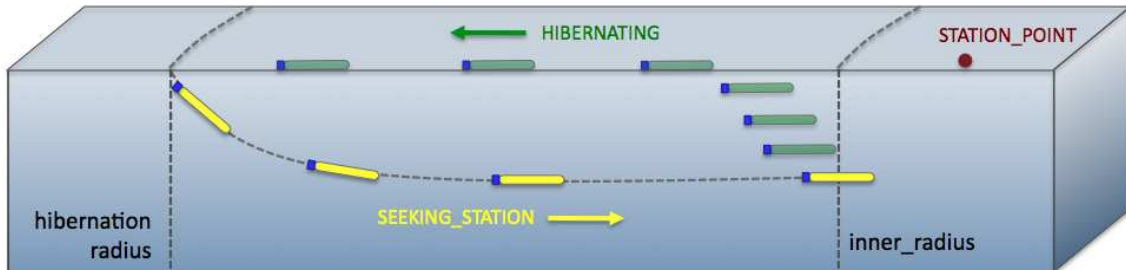 HIBERNATING
STATION_POINT
SEEKING_STATION
hibernation
radius
inner_radius